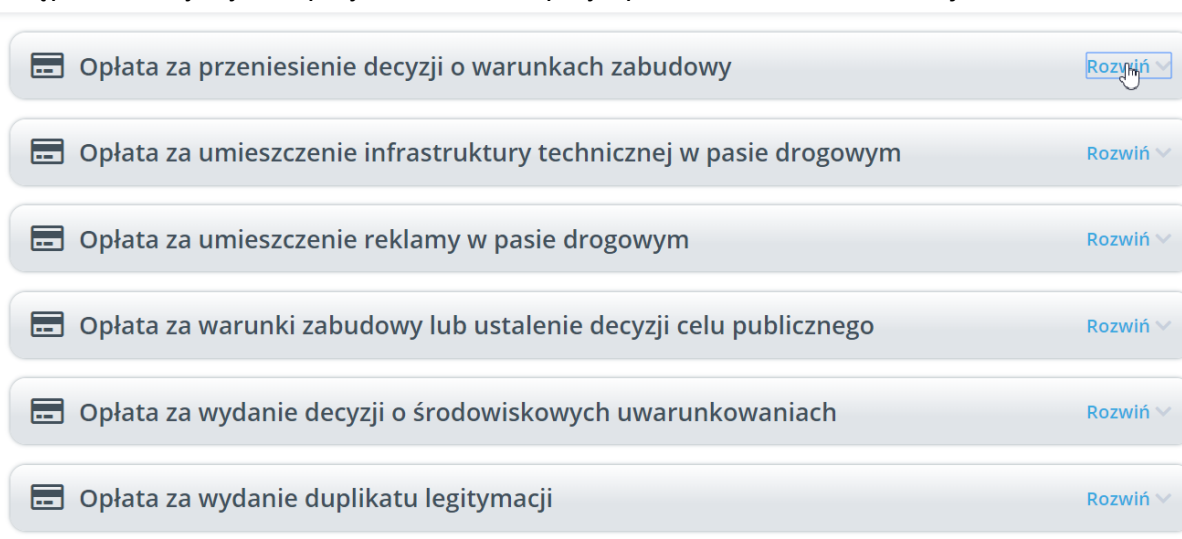 Opłata za przeniesienie decyzji o warunkach zabudowy Rozwiń
Opłata za umieszczenie infrastruktury technicznej w pasie drogowym Rozwiń
Opłata za umieszczenie reklamy w pasie drogowym Rozwiń
Opłata za warunki zabudowy lub ustalenie decyzji celu publicznego Rozwiń
Opłata za wydanie decyzji o środowiskowych uwarunkowaniach Rozwiń
Opłata za wydanie duplikatu legitymacji Rozwiń